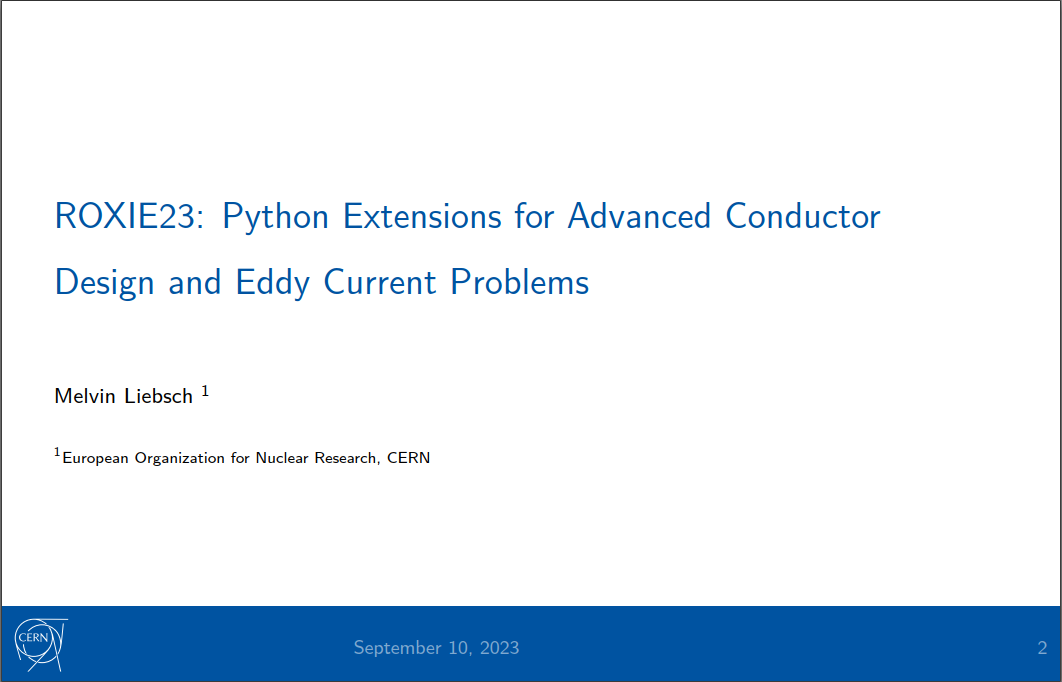 ROXIE23: Python Extensions for Advanced Conductor
Design and Eddy Current Problems
Melvin Liebsch ¹
¹European Organization for Nuclear Research, CERN
CERN
September 10, 2023
2